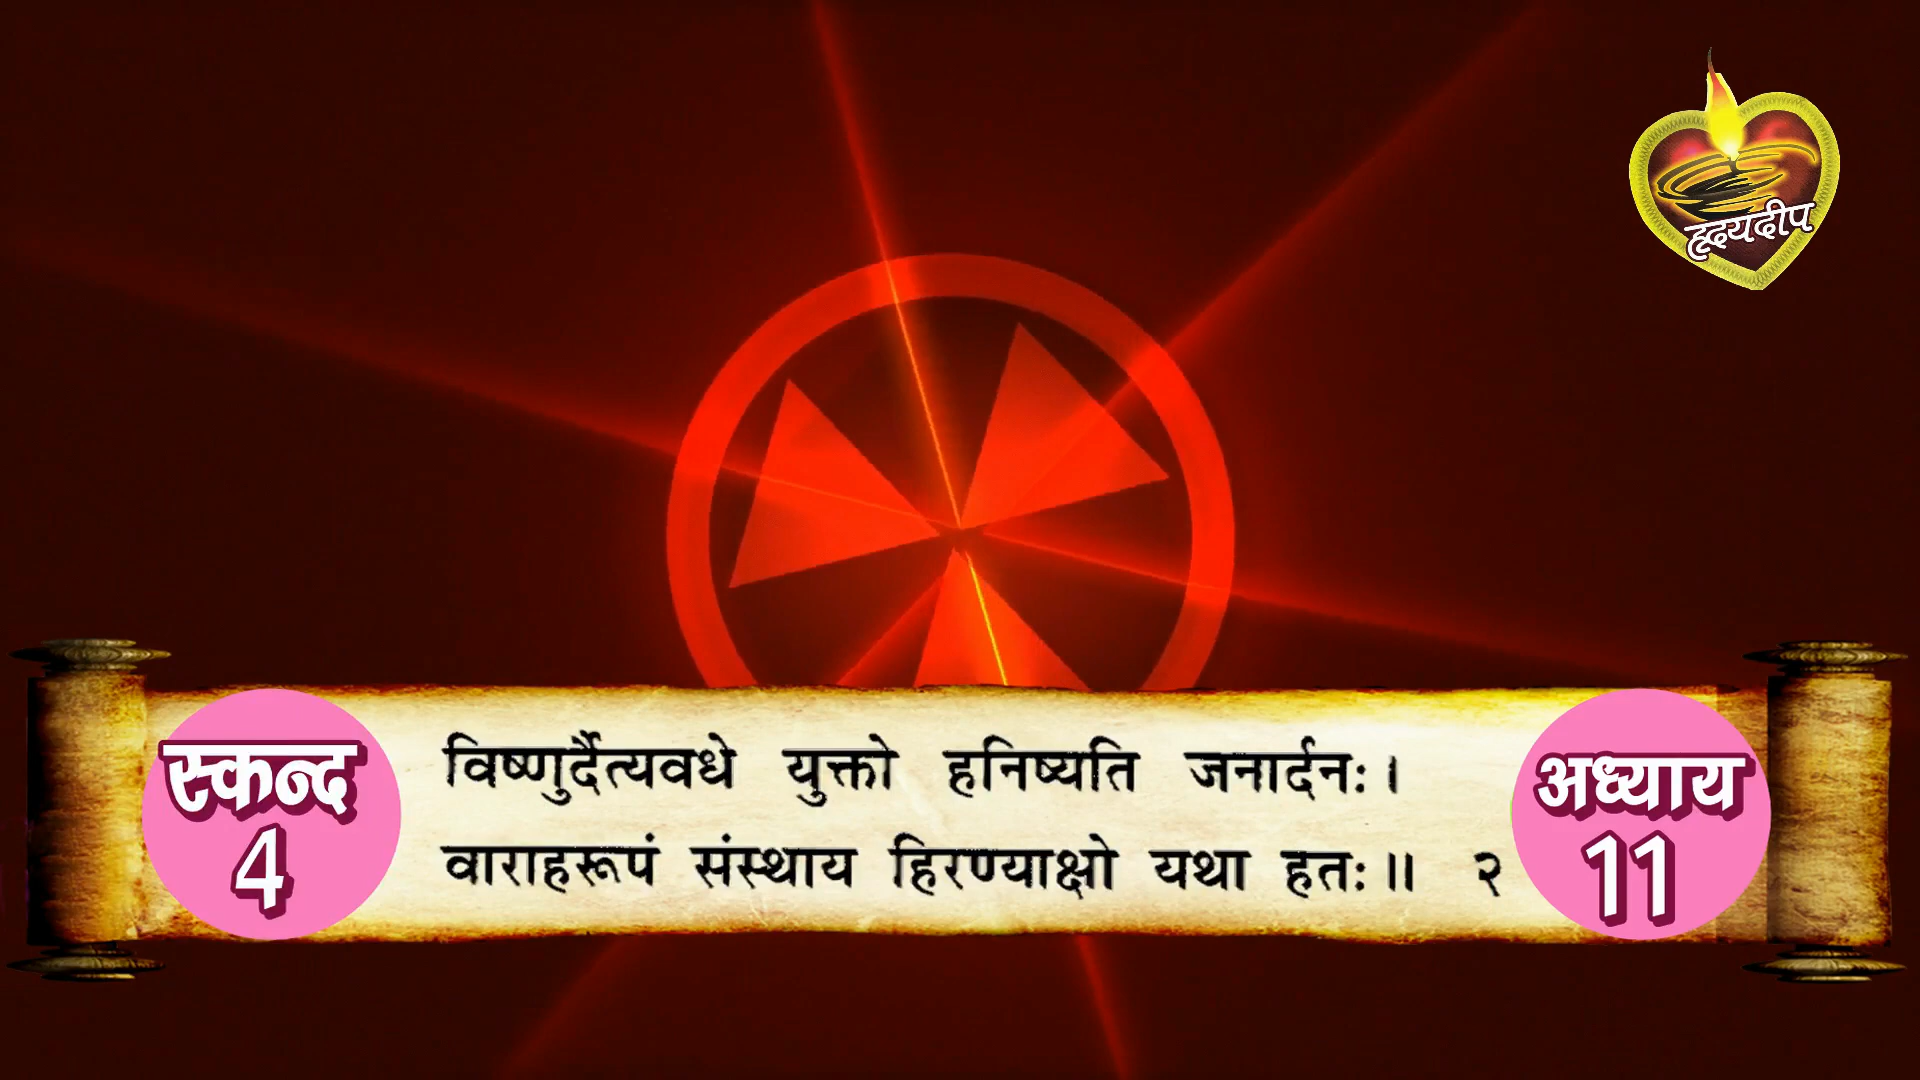 हृदयदीप
स्कन्द
4
विष्णुर्दैत्यवधे युक्तो हनिष्यति जनार्दनः।
वाराहरूपं संस्थाय हिरण्याक्षो यथा हतः॥ २
अध्याय
11